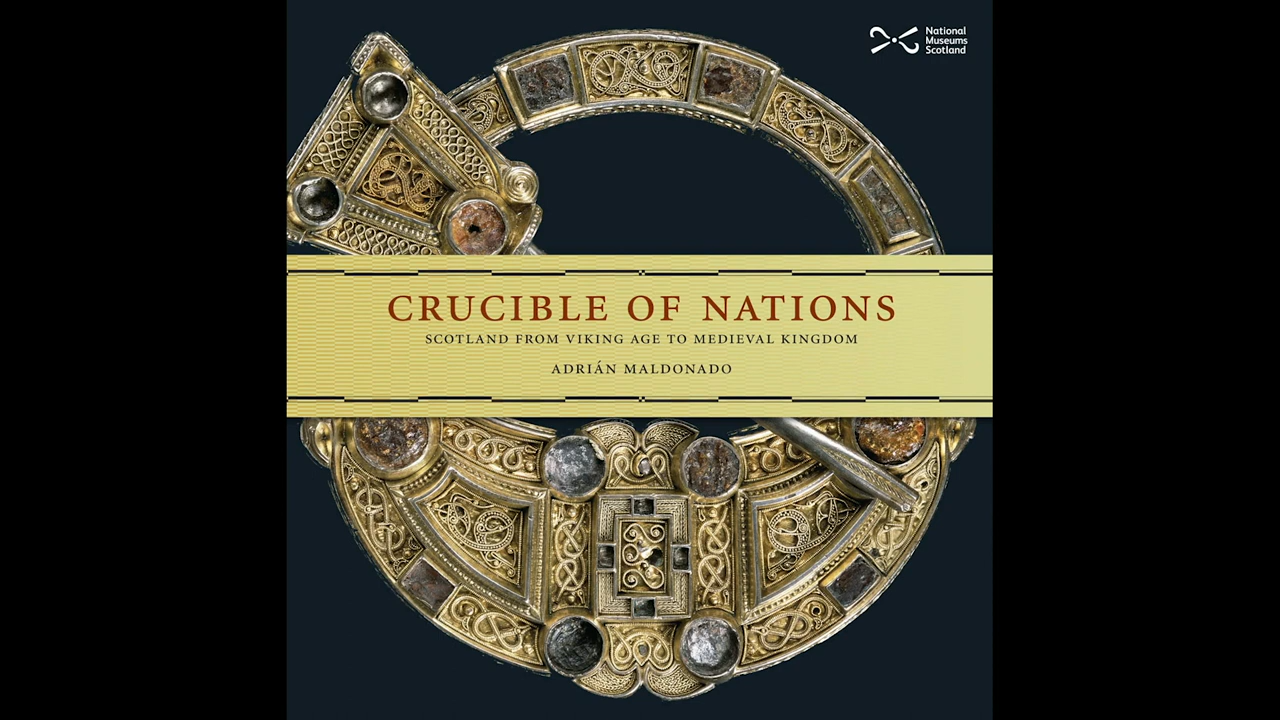 National
Museums
Scotland
CRUCIBLE OF NATIONS
SCOTLAND FROM VIKING AGE TO MEDIEVAL KINGDOM
ADRIÁN MALDONADO